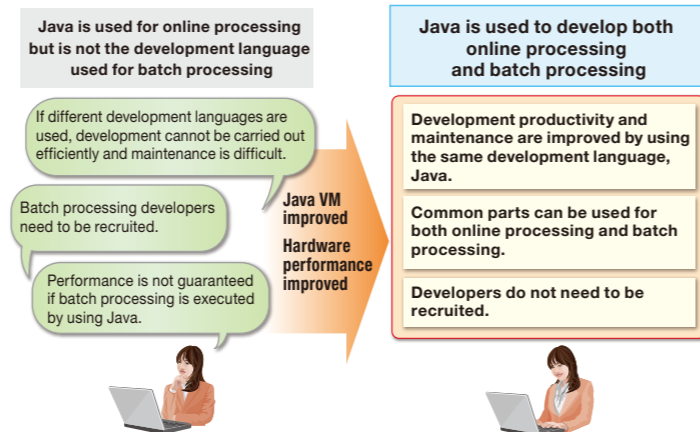 Java is used for online processing
but is not the development language
used for batch processing
If different development languages are
used, development cannot be carried out
efficiently and maintenance is difficult.
Batch processing developers
need to be recruited.
Performance is not guaranteed
if batch processing is executed
by using Java.
Java VM
improved
Hardware
performance
improved
Java is used to develop both
online processing
and batch processing
Development productivity and
maintenance are improved by using
the same development language,
Java.
Common parts can be used for
both online processing and batch
processing.
Developers do not need to be
recruited.